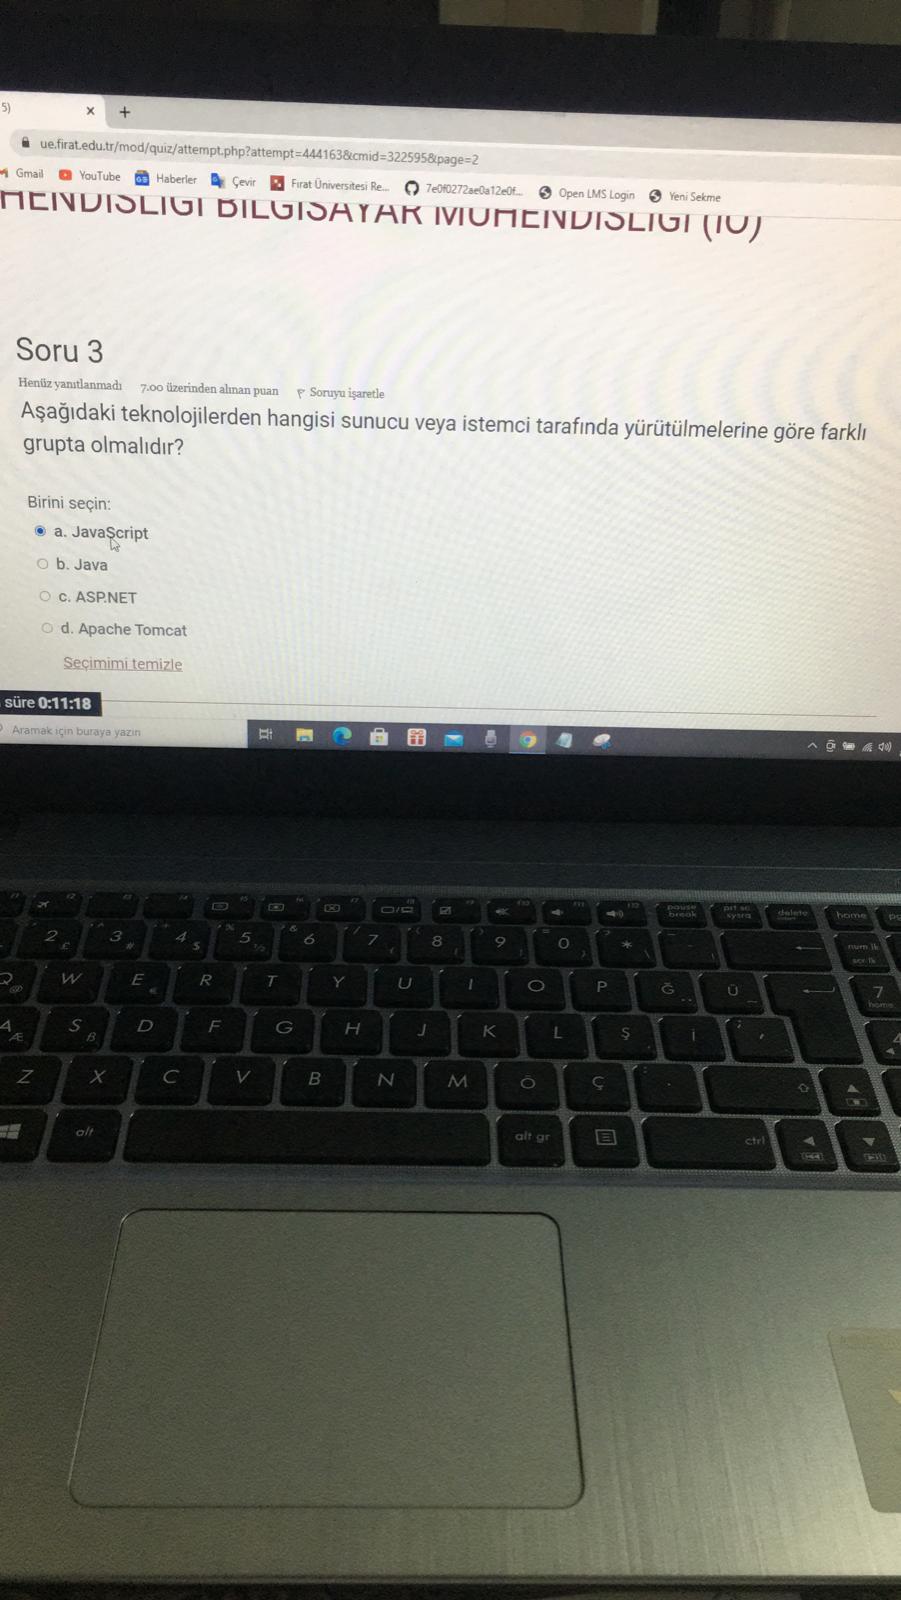 5)
ue.firat.edu.tr/mod/quiz/attempt.php?attempt=444163&cmid=322595&page=2
Gmail YouTube Haberler Çevir Fırat Üniversitesi Re... 7e0f0272ae0a12e0f... Open LMS Login Yeni Sekme
HENDİSLİĞİ BİLGİSAYAR MÜHENDİSLİĞİ (İÖ)
Soru 3
Henüz yanıtlanmadı 7.00 üzerinden alınan puan Soruyu işaretle
Aşağıdaki teknolojilerden hangisi sunucu veya istemci tarafında yürütülmelerine göre farklı
grupta olmalıdır?
Birini seçin:
a. JavaScript
b. Java
c. ASP.NET
d. Apache Tomcat
Seçimimi temizle
süre 0:11:18
Aramak için buraya yazın
pause break prt sc sysrq delete home
2 £ 3 # 4 $ 5 ½ 6 7 8 9 0 * num lk scr lk
Q @ W E € R T Y U I O P Ğ Ü 7 home
A Æ S ß D F G H J K L Ş İ
Z X C V B N M Ö Ç
alt alt gr ctrl